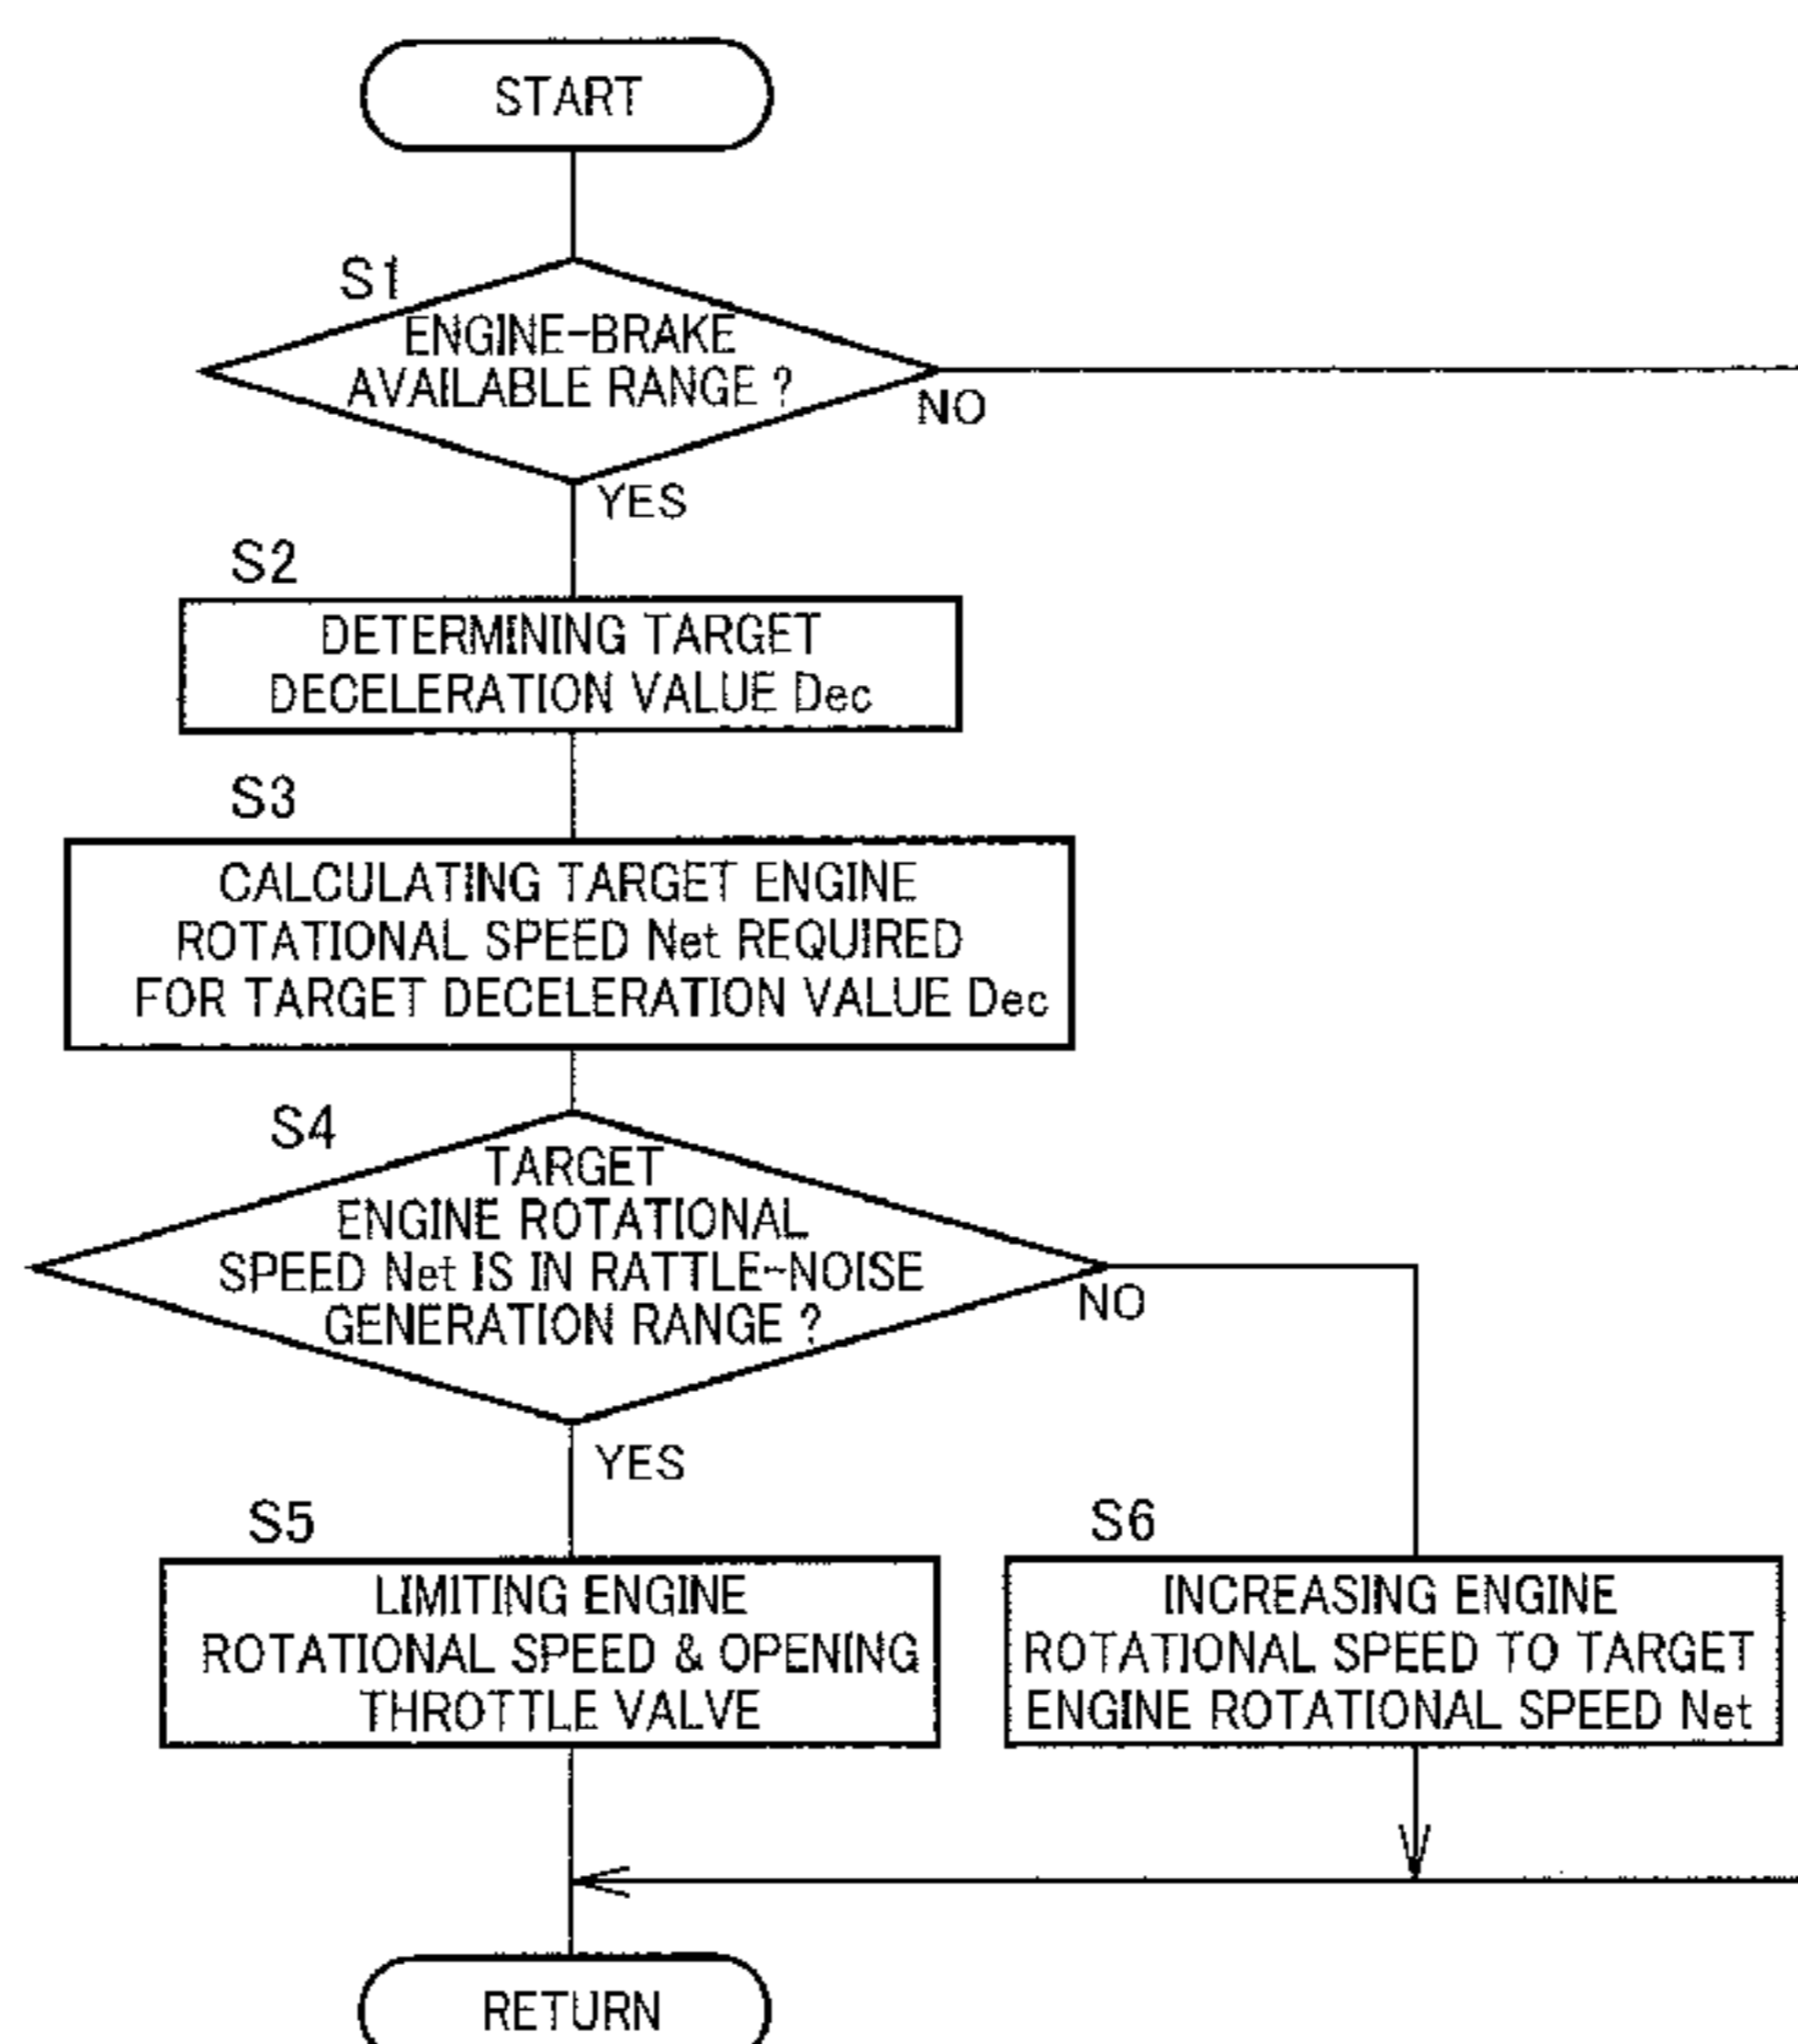 START
S1
ENGINE-BRAKE
AVAILABLE RANGE ?
NO
YES
S2
DETERMINING TARGET
DECELERATION VALUE Dec
S3
CALCULATING TARGET ENGINE
ROTATIONAL SPEED Net REQUIRED
FOR TARGET DECELERATION VALUE Dec
S4
TARGET
ENGINE ROTATIONAL
SPEED Net IS IN RATTLE-NOISE
GENERATION RANGE ?
NO
YES
S5
LIMITING ENGINE
ROTATIONAL SPEED & OPENING
THROTTLE VALVE
S6
INCREASING ENGINE
ROTATIONAL SPEED TO TARGET
ENGINE ROTATIONAL SPEED Net
RETURN